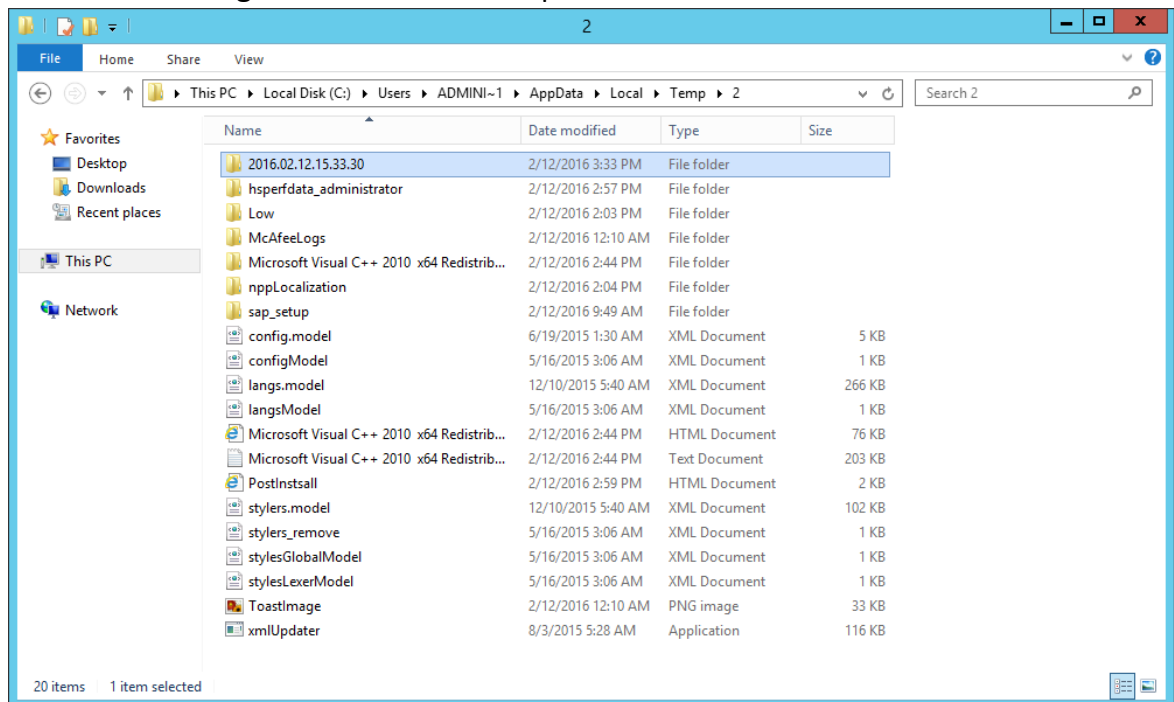 2
File Home Share View
This PC Local Disk (C:) Users ADMINI~1 AppData Local Temp 2 Search 2
Name Date modified Type Size
Favorites
Desktop
Downloads
Recent places
This PC
Network
2016.02.12.15.33.30 2/12/2016 3:33 PM File folder
hsperfdata_administrator 2/12/2016 2:57 PM File folder
Low 2/12/2016 2:03 PM File folder
McAfeeLogs 2/12/2016 12:10 AM File folder
Microsoft Visual C++ 2010 x64 Redistrib... 2/12/2016 2:44 PM File folder
nppLocalization 2/12/2016 2:04 PM File folder
sap_setup 2/12/2016 9:49 AM File folder
config.model 6/19/2015 1:30 AM XML Document 5 KB
configModel 5/16/2015 3:06 AM XML Document 1 KB
langs.model 12/10/2015 5:40 AM XML Document 266 KB
langsModel 5/16/2015 3:06 AM XML Document 1 KB
Microsoft Visual C++ 2010 x64 Redistrib... 2/12/2016 2:44 PM HTML Document 76 KB
Microsoft Visual C++ 2010 x64 Redistrib... 2/12/2016 2:44 PM Text Document 203 KB
PostInstsall 2/12/2016 2:59 PM HTML Document 2 KB
stylers.model 12/10/2015 5:40 AM XML Document 102 KB
stylers_remove 5/16/2015 3:06 AM XML Document 1 KB
stylesGlobalModel 5/16/2015 3:06 AM XML Document 1 KB
stylesLexerModel 5/16/2015 3:06 AM XML Document 1 KB
ToastImage 2/12/2016 12:10 AM PNG image 33 KB
xmlUpdater 8/3/2015 5:28 AM Application 116 KB
20 items 1 item selected